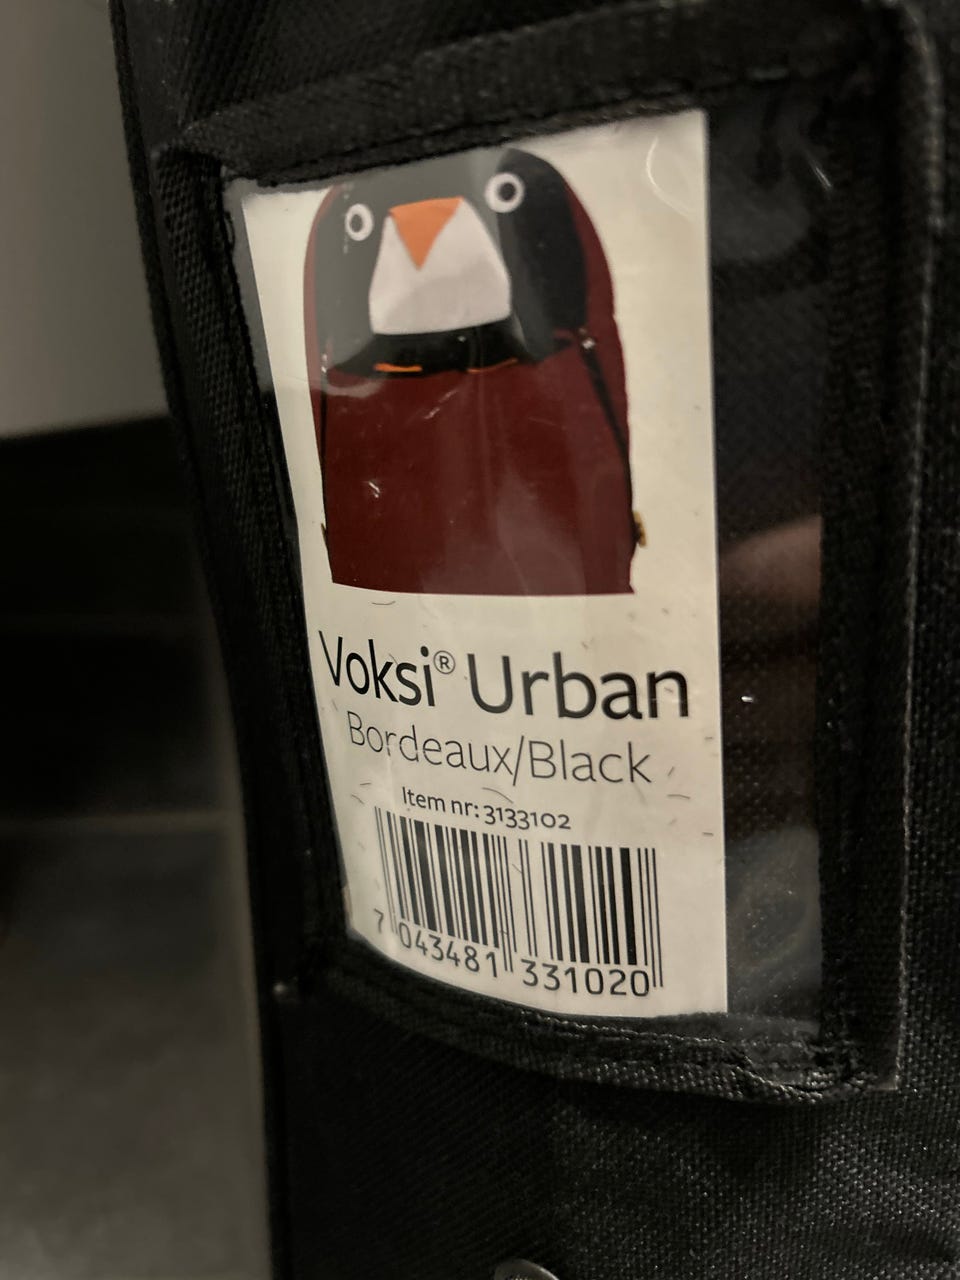 Voksi® Urban
Bordeaux/Black
Item nr: 3133102
7 043481 331020